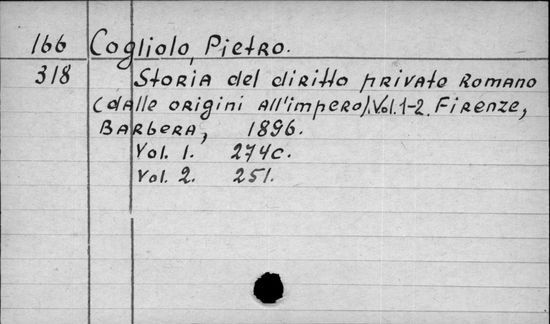 166 Cogliolo, Pietro.
318 Storia del diritto privato romano
(dalle origini all'impero). Vol. 1-2. Firenze,
Barbera, 1896.
Vol. 1. 274c.
Vol. 2. 251.